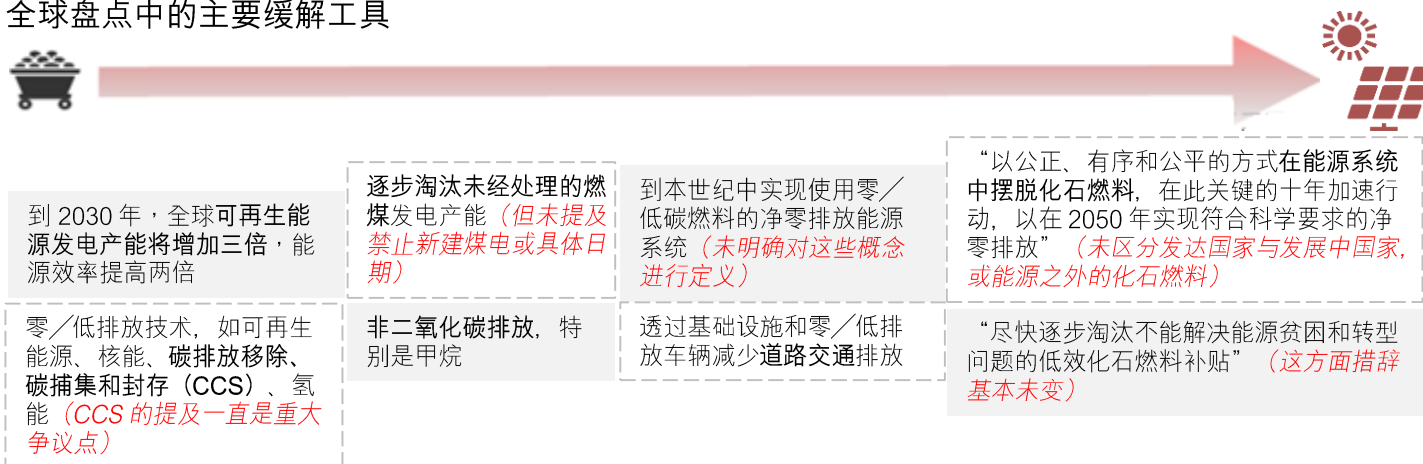 全球盘点中的主要缓解工具
到 2030 年，全球可再生能
源发电产能将增加三倍，能
源效率提高两倍
逐步淘汰未经处理的燃
煤发电产能（但未提及
禁止新建煤电或具体日
期）
到本世纪中实现使用零／
低碳燃料的净零排放能源
系统（未明确对这些概念
进行定义）
“以公正、有序和公平的方式在能源系统
中摆脱化石燃料，在此关键的十年加速行
动，以在 2050 年实现符合科学要求的净
零排放”（未区分发达国家与发展中国家，
或能源之外的化石燃料）
零／低排放技术，如可再生
能源、核能、碳排放移除、
碳捕集和封存（CCS）、氢
能（CCS 的提及一直是重大
争议点）
非二氧化碳排放，特
别是甲烷
透过基础设施和零／低排
放车辆减少道路交通排放
“尽快逐步淘汰不能解决能源贫困和转型
问题的低效化石燃料补贴”（这方面措辞
基本未变）